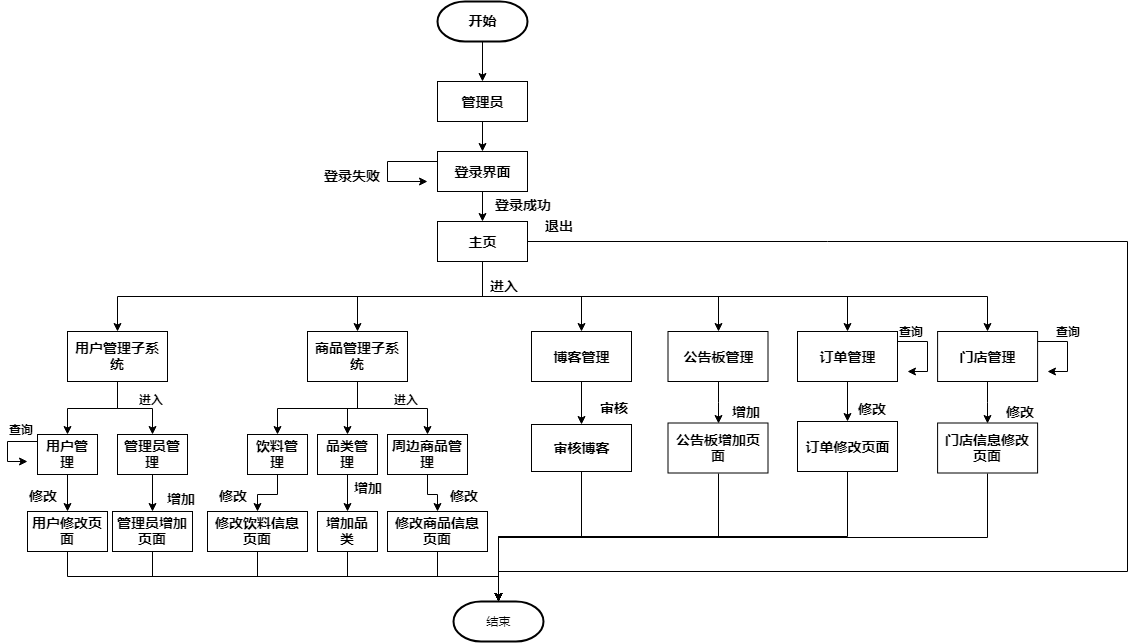 开始
管理员
登录界面
登录失败
登录成功
退出
主页
进入
用户管理子系
统
商品管理子系
统
博客管理
公告板管理
订单管理
查询
门店管理
查询
进入
进入
审核
增加
修改
修改
查询
用户管
理
管理员管
理
饮料管
理
品类管
理
周边商品管
理
审核博客
公告板增加页
面
订单修改页面
门店信息修改
页面
修改
增加
修改
增加
修改
用户修改页
面
管理员增加
页面
修改饮料信息
页面
增加品
类
修改商品信息
页面
结束